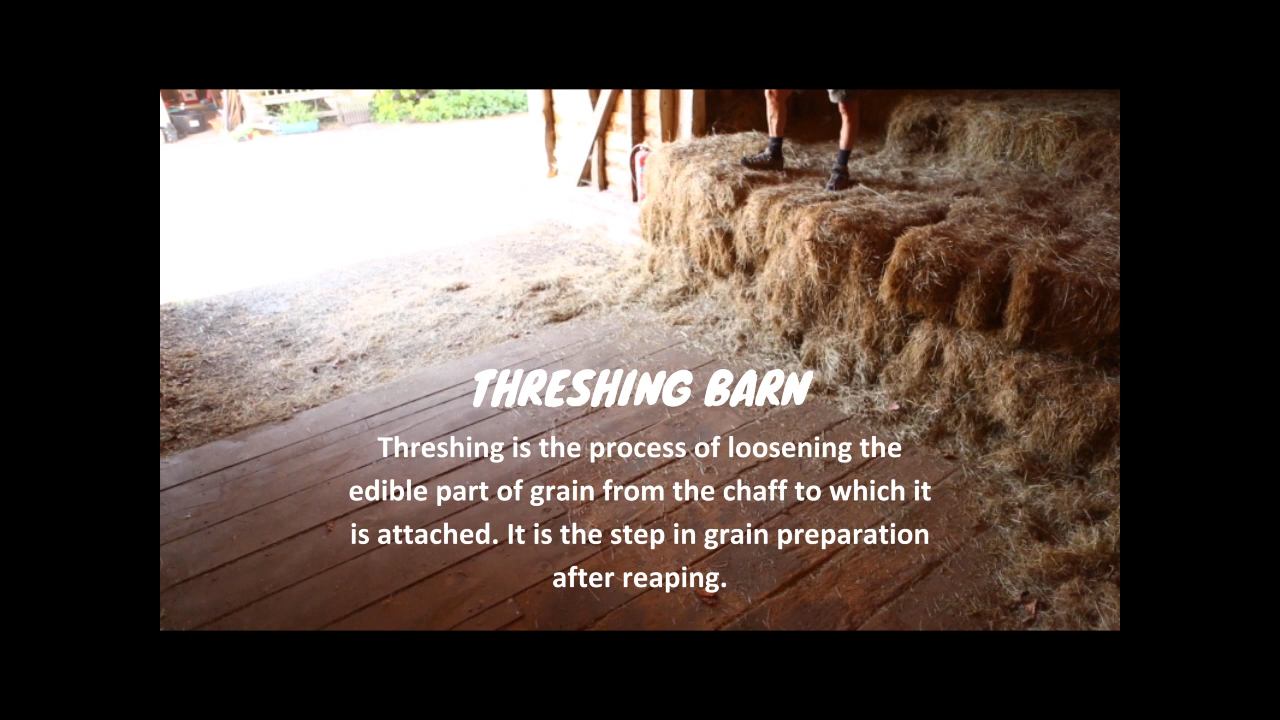 THRESHING BARN
Threshing is the process of loosening the
edible part of grain from the chaff to which it
is attached. It is the step in grain preparation
after reaping.